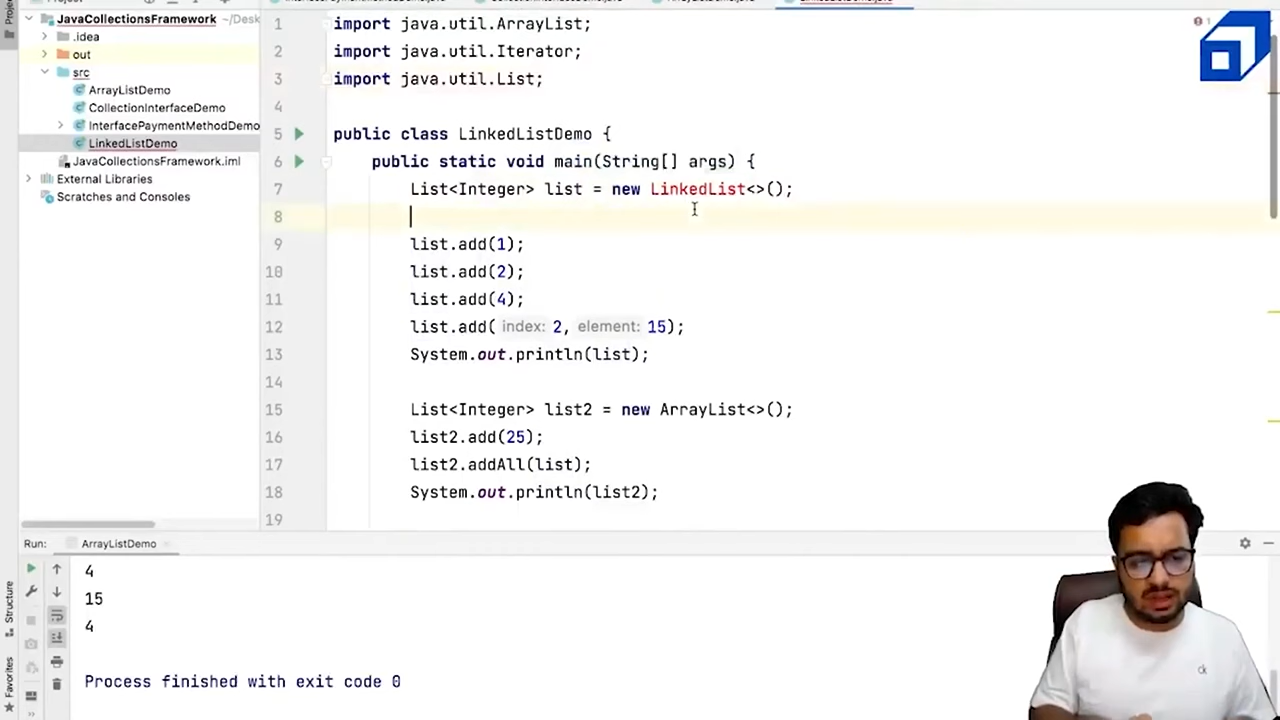 JavaCollectionsFramework ~/Desk
.idea
out
src
ArrayListDemo
CollectionInterfaceDemo
InterfacePaymentMethodDemo
LinkedListDemo
JavaCollectionsFramework.iml
External Libraries
Scratches and Consoles
1 import java.util.ArrayList;
2 import java.util.Iterator;
3 import java.util.List;
4
5 public class LinkedListDemo {
6 public static void main(String[] args) {
7 List<Integer> list = new LinkedList<>();
8
9 list.add(1);
10 list.add(2);
11 list.add(4);
12 list.add( index: 2, element: 15);
13 System.out.println(list);
14
15 List<Integer> list2 = new ArrayList<>();
16 list2.add(25);
17 list2.addAll(list);
18 System.out.println(list2);
19
Run: ArrayListDemo
4
15
4
Process finished with exit code 0
Structure
Favorites